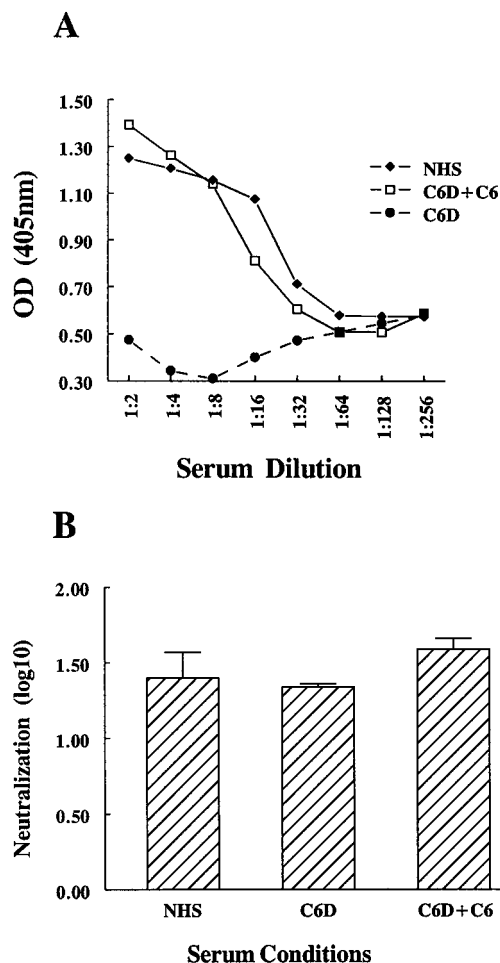 A
1.50
1.30
1.10
0.90
0.70
0.50
0.30
OD (405nm)
NHS
C6D+C6
C6D
1:2
1:4
1:8
1:16
1:32
1:64
1:128
1:256
Serum Dilution
B
2.00
1.50
1.00
0.50
0.00
Neutralization (log10)
NHS
C6D
C6D+C6
Serum Conditions